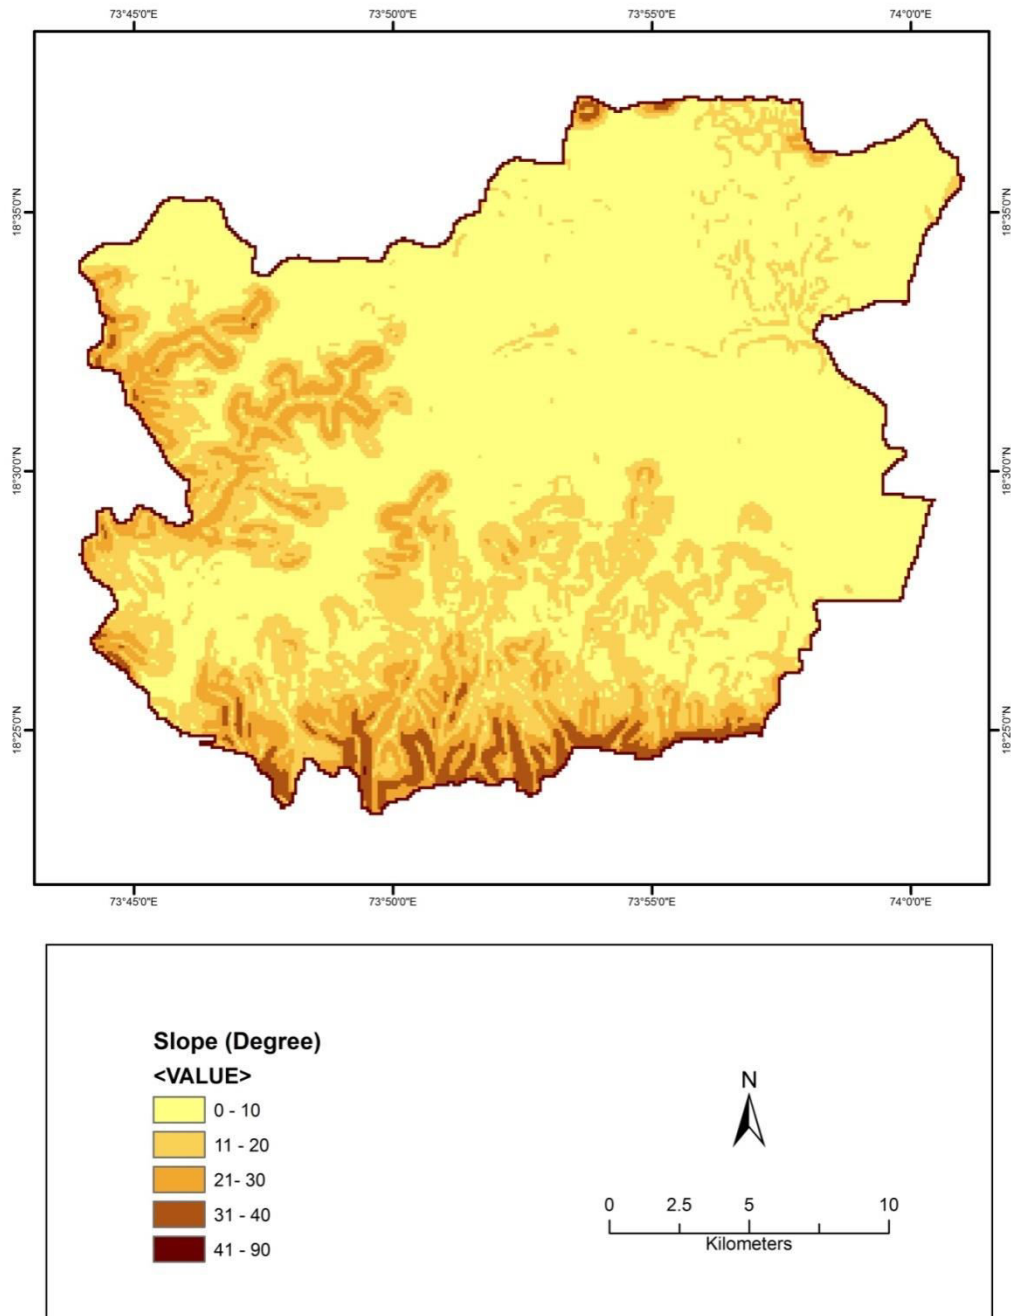 73°45'0"E 73°50'0"E 73°55'0"E 74°0'0"E
18°35'0"N 18°35'0"N
18°30'0"N 18°30'0"N
18°25'0"N 18°25'0"N
73°45'0"E 73°50'0"E 73°55'0"E 74°0'0"E
Slope (Degree)
<VALUE>
0 - 10
11 - 20
21- 30
31 - 40
41 - 90
N
0 2.5 5 10
Kilometers